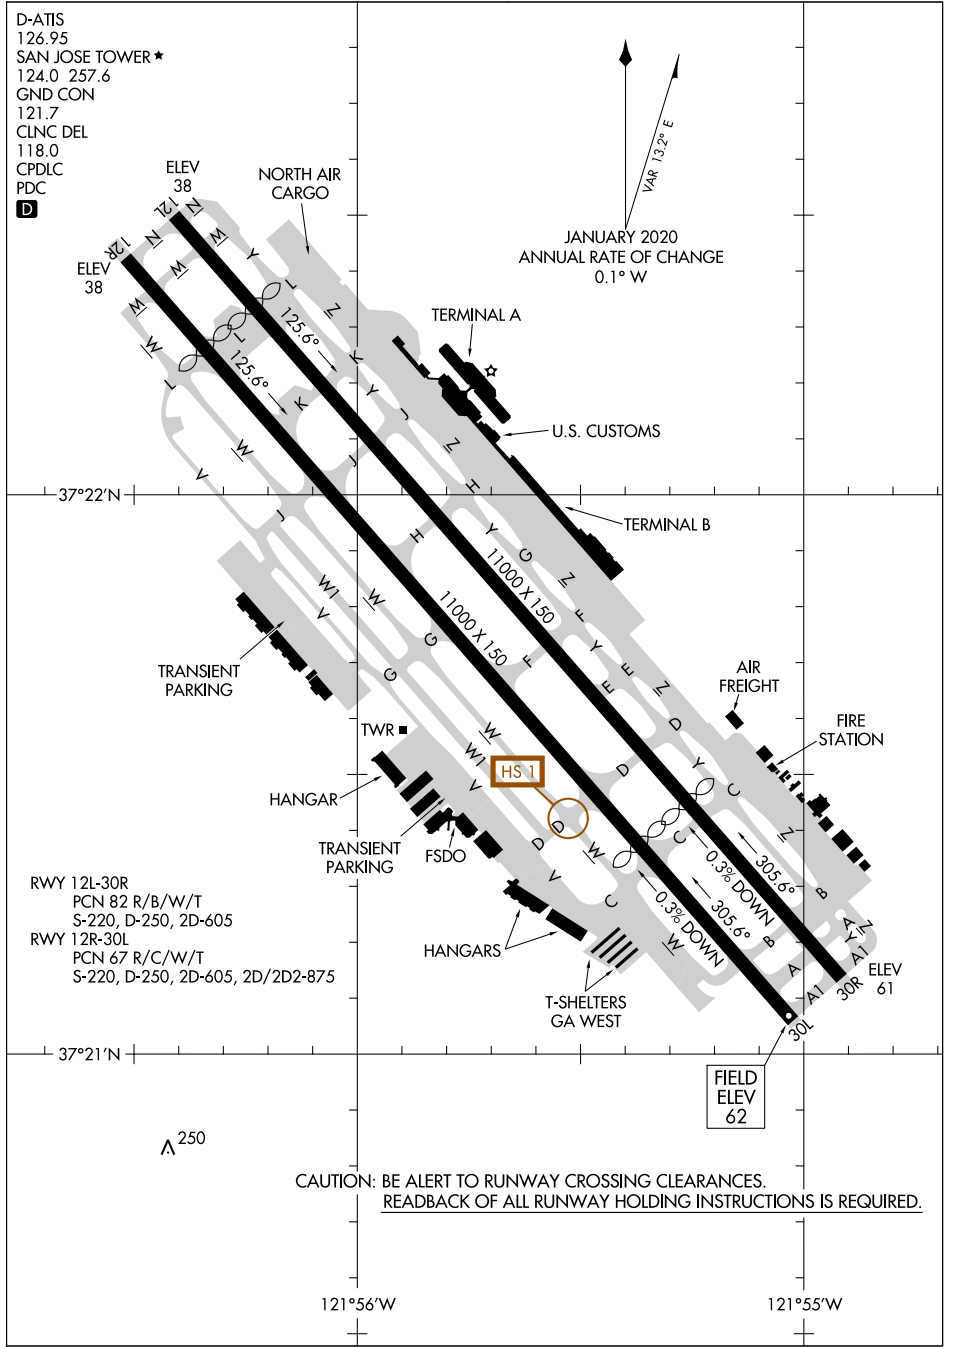 D-ATIS
126.95
SAN JOSE TOWER ★
124.0 257.6
GND CON
121.7
CLNC DEL
118.0
CPDLC
PDC
D
VAR 13.2° E
JANUARY 2020
ANNUAL RATE OF CHANGE
0.1° W
ELEV
38
NORTH AIR
CARGO
12L
N
N
W
W
Y
12R
ELEV
38
W
W
L
L
L
Z
125.6°
125.6°
TERMINAL A
K
K
Y
J
J
J
Z
U.S. CUSTOMS
W
V
H
H
37°22'N
Y
G
Z
TERMINAL B
11000 X 150
11000 X 150
W1
W
V
G
G
F
F
Y
E
E
Z
TRANSIENT
PARKING
AIR
FREIGHT
FIRE
STATION
TWR
W
W1
V
D
D
Y
C
Z
HANGAR
HS 1
TRANSIENT
PARKING
FSDO
D
D
W
V
C
C
0.3% DOWN
305.6°
0.3% DOWN
305.6°
RWY 12L-30R
PCN 82 R/B/W/T
S-220, D-250, 2D-605
RWY 12R-30L
PCN 67 R/C/W/T
S-220, D-250, 2D-605, 2D/2D2-875
HANGARS
T-SHELTERS
GA WEST
W
B
B
A
A
Y
Z
A1
A1
30R
ELEV
61
30L
37°21'N
FIELD
ELEV
62
250
CAUTION: BE ALERT TO RUNWAY CROSSING CLEARANCES.
READBACK OF ALL RUNWAY HOLDING INSTRUCTIONS IS REQUIRED.
121°56'W
121°55'W